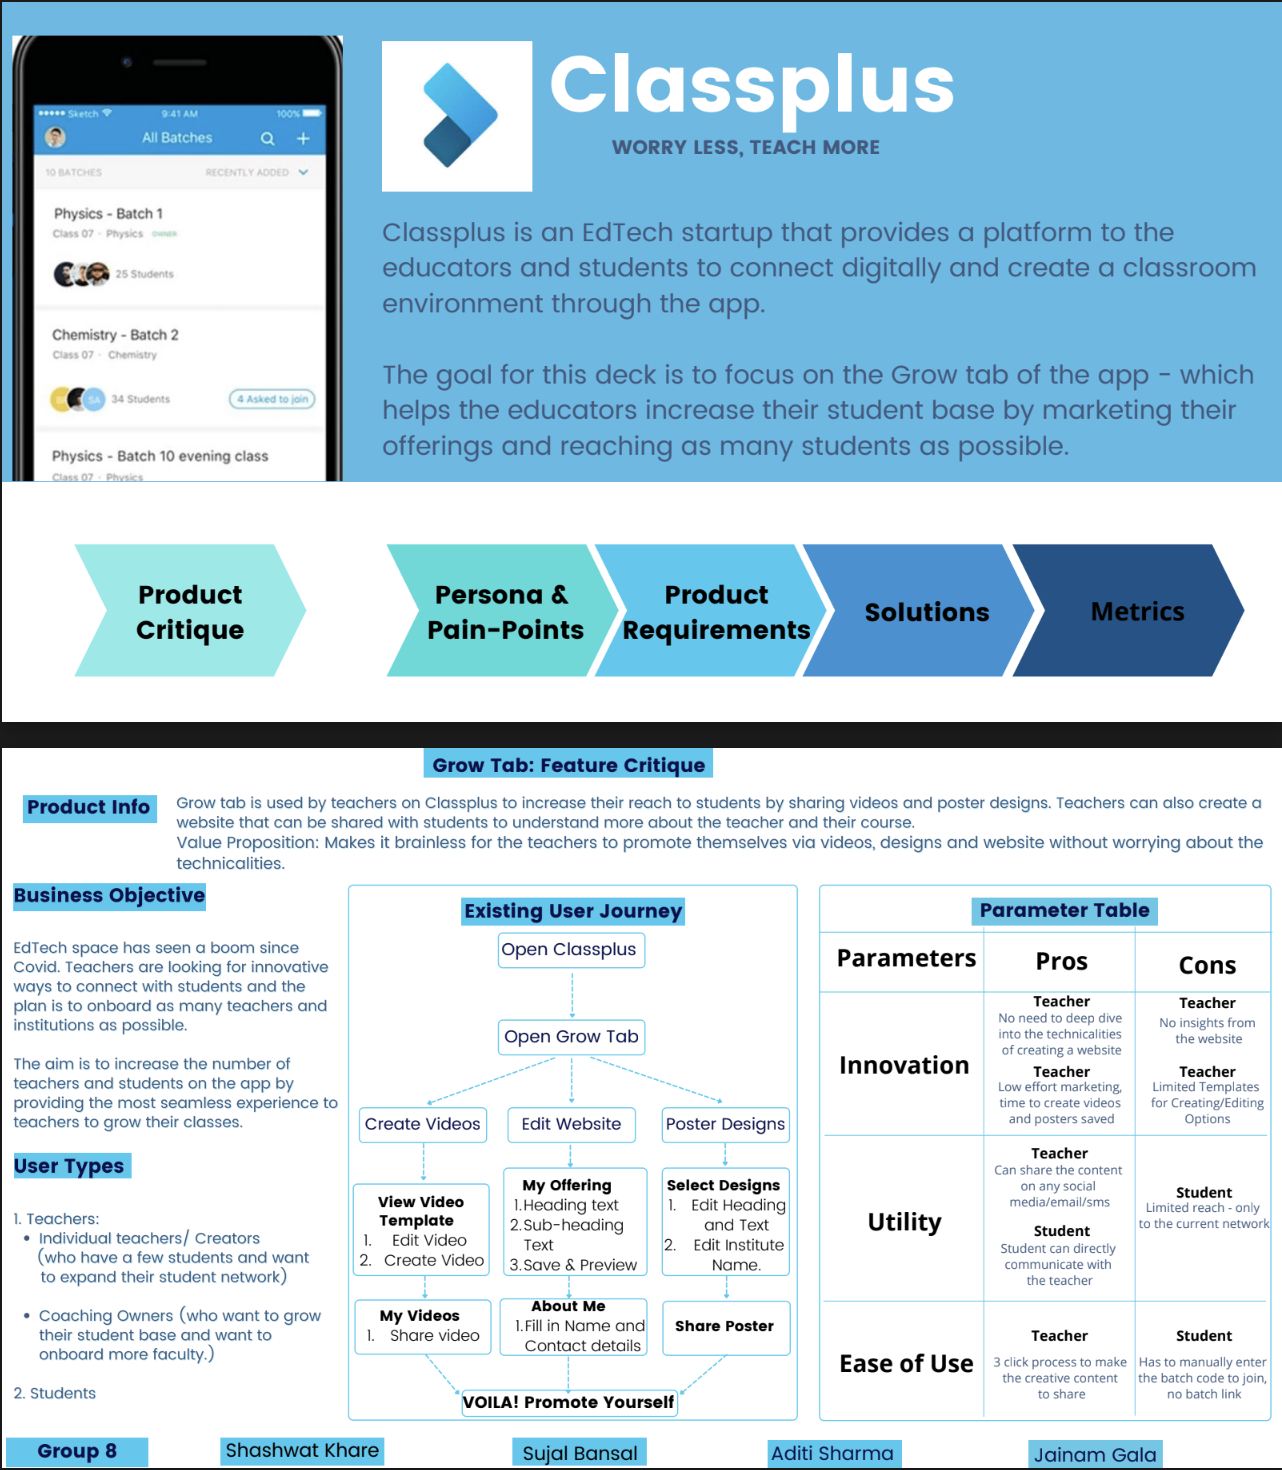 Sketch 9:41 AM 100%
All Batches
10 BATCHES RECENTLY ADDED
Physics - Batch 1
Class 07 · Physics OWNER
25 Students
Chemistry - Batch 2
Class 07 · Chemistry
SA 34 Students 4 Asked to join
Physics - Batch 10 evening class
Class 07 · Physics
Classplus
WORRY LESS, TEACH MORE
Classplus is an EdTech startup that provides a platform to the
educators and students to connect digitally and create a classroom
environment through the app.
The goal for this deck is to focus on the Grow tab of the app - which
helps the educators increase their student base by marketing their
offerings and reaching as many students as possible.
Product
Critique
Persona &
Pain-Points
Product
Requirements
Solutions
Metrics
Grow Tab: Feature Critique
Product Info
Grow tab is used by teachers on Classplus to increase their reach to students by sharing videos and poster designs. Teachers can also create a
website that can be shared with students to understand more about the teacher and their course.
Value Proposition: Makes it brainless for the teachers to promote themselves via videos, designs and website without worrying about the
technicalities.
Business Objective
EdTech space has seen a boom since
Covid. Teachers are looking for innovative
ways to connect with students and the
plan is to onboard as many teachers and
institutions as possible.
The aim is to increase the number of
teachers and students on the app by
providing the most seamless experience to
teachers to grow their classes.
User Types
1. Teachers:
• Individual teachers/ Creators
(who have a few students and want
to expand their student network)
• Coaching Owners (who want to grow
their student base and want to
onboard more faculty.)
2. Students
Existing User Journey
Open Classplus
Open Grow Tab
Create Videos
Edit Website
Poster Designs
View Video
Template
1. Edit Video
2. Create Video
My Offering
1.Heading text
2.Sub-heading
Text
3.Save & Preview
Select Designs
1. Edit Heading
and Text
2. Edit Institute
Name.
My Videos
1. Share video
About Me
1.Fill in Name and
Contact details
Share Poster
VOILA! Promote Yourself
Parameter Table
Parameters Pros Cons
Innovation
Teacher
No need to deep dive
into the technicalities
of creating a website
Teacher
Low effort marketing,
time to create videos
and posters saved
Teacher
No insights from
the website
Teacher
Limited Templates
for Creating/Editing
Options
Utility
Teacher
Can share the content
on any social
media/email/sms
Student
Student can directly
communicate with
the teacher
Student
Limited reach - only
to the current network
Ease of Use
Teacher
3 click process to make
the creative content
to share
Student
Has to manually enter
the batch code to join,
no batch link
Group 8 Shashwat Khare Sujal Bansal Aditi Sharma Jainam Gala